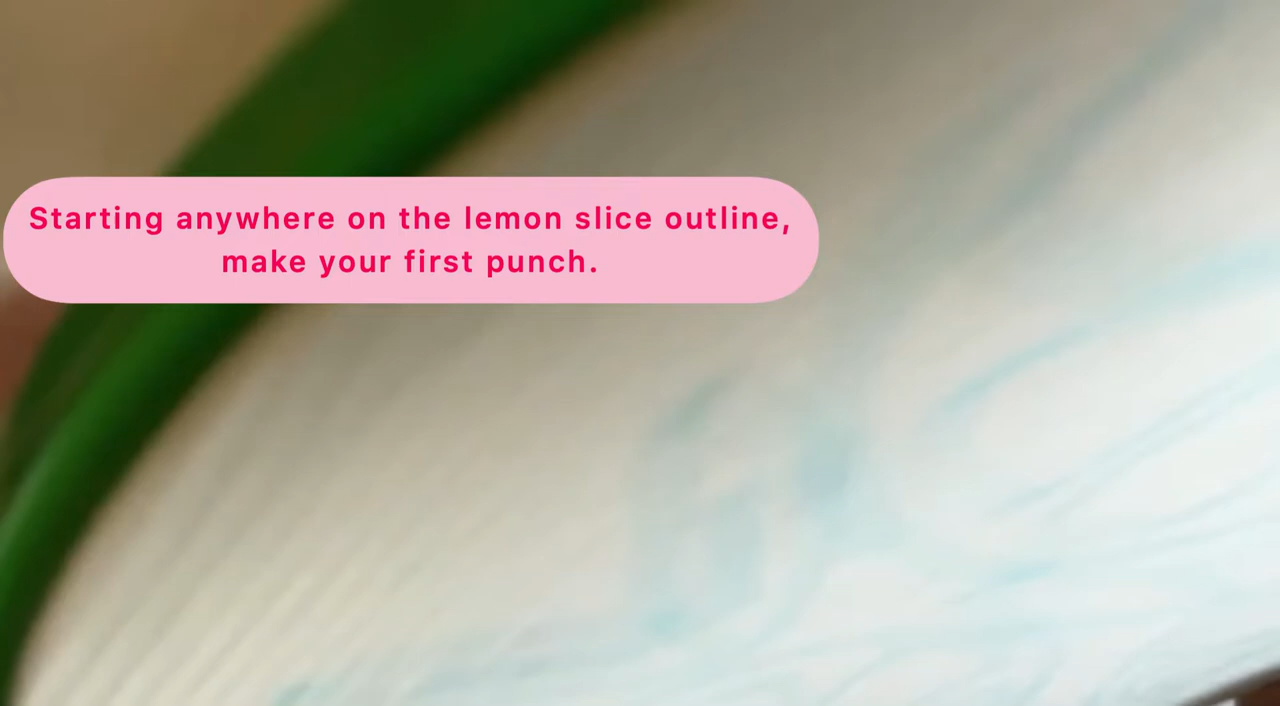 Starting anywhere on the lemon slice outline,
make your first punch.